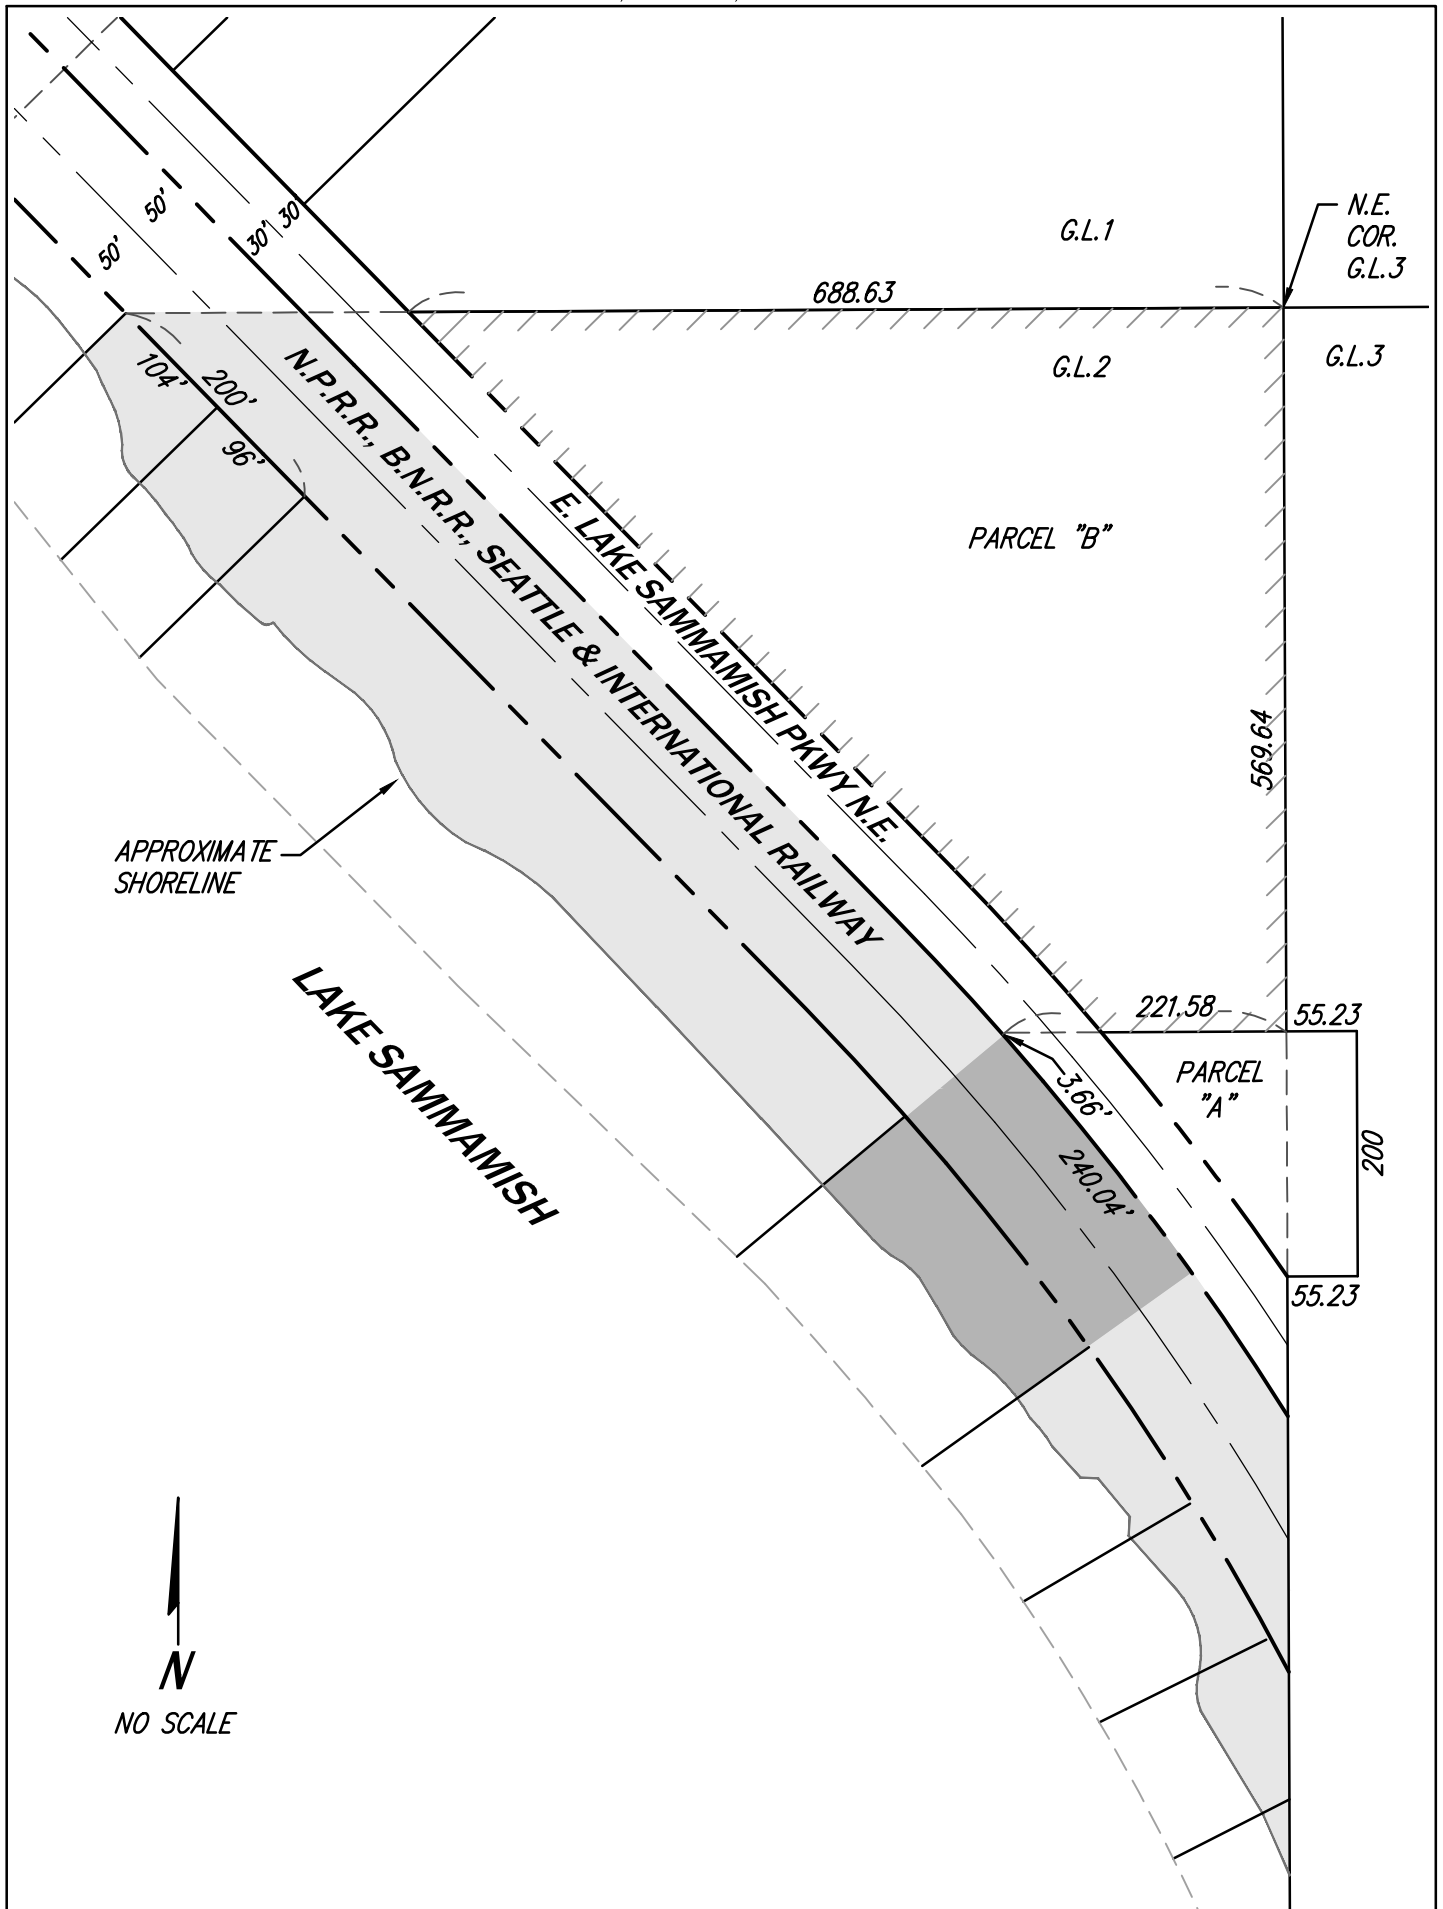 N.E.
COR.
G.L.3
G.L.1
50'
50'
30'
30'
688.63
G.L.2
G.L.3
104'
200'
96'
N.P.R.R., B.N.R.R., SEATTLE & INTERNATIONAL RAILWAY
E. LAKE SAMMAMISH PKWY N.E.
PARCEL "B"
569.64
APPROXIMATE
SHORELINE
LAKE SAMMAMISH
221.58
55.23
PARCEL
"A"
3.66'
240.04'
200
55.23
N
NO SCALE